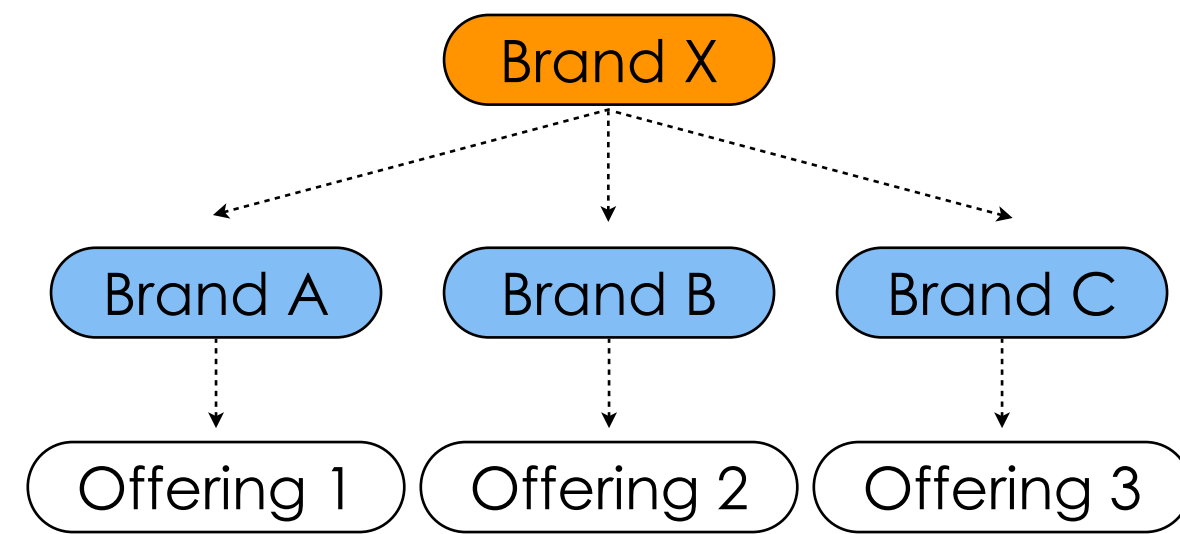 Brand X
Brand A
Brand B
Brand C
Offering 1
Offering 2
Offering 3